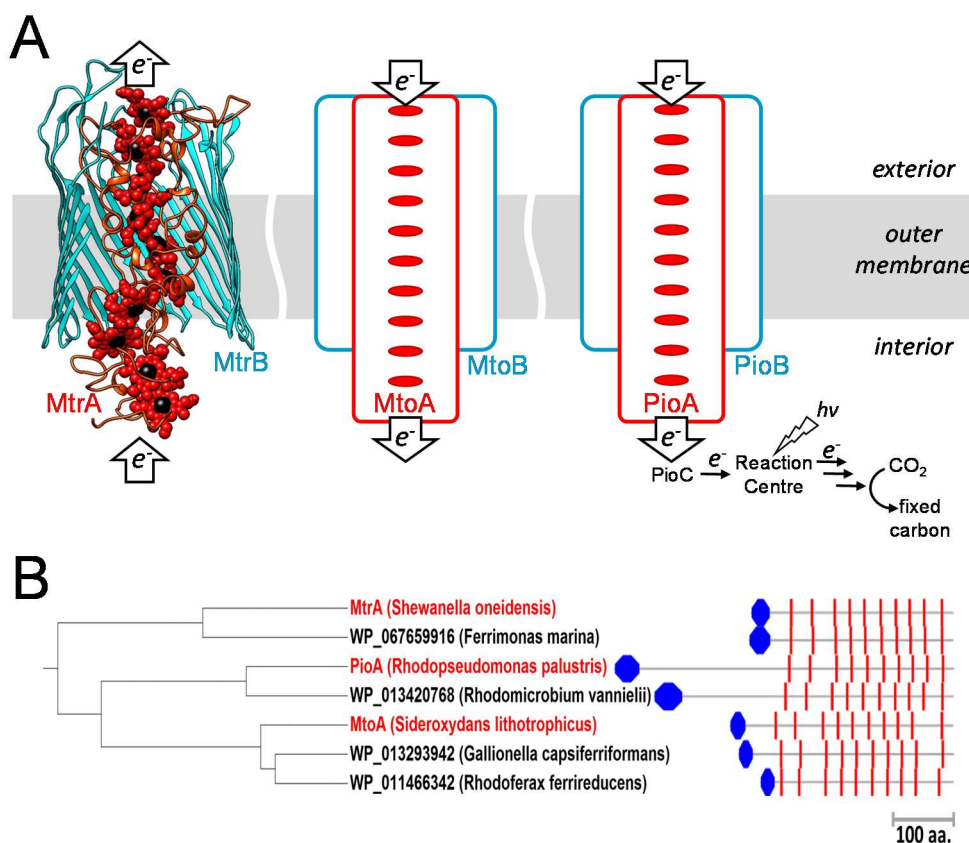 A
e-
e-
e-
exterior
outer
membrane
interior
MtrB
MtoB
PioB
MtrA
MtoA
PioA
e-
e-
e-
hv
PioC
e-
Reaction
Centre
e-
CO2
fixed
carbon
B
MtrA (Shewanella oneidensis)
WP_067659916 (Ferrimonas marina)
PioA (Rhodopseudomonas palustris)
WP_013420768 (Rhodomicrobium vannielii)
MtoA (Sideroxydans lithotrophicus)
WP_013293942 (Gallionella capsiferriformans)
WP_011466342 (Rhodoferax ferrireducens)
100 aa.